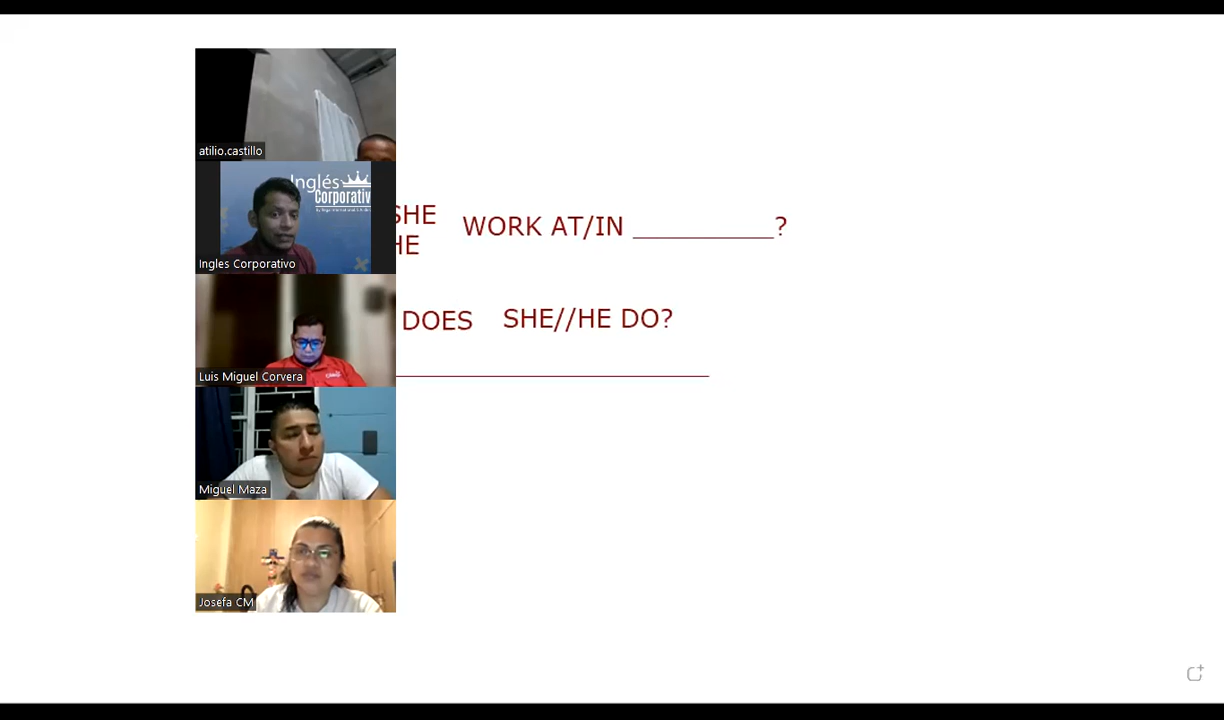 atilio.castillo
Inglés
Corporativ
Ingles Corporativo
SHE
HE
WORK AT/IN __________?
Luis Miguel Corvera
DOES SHE//HE DO?
Miguel Maza
Josefa CM